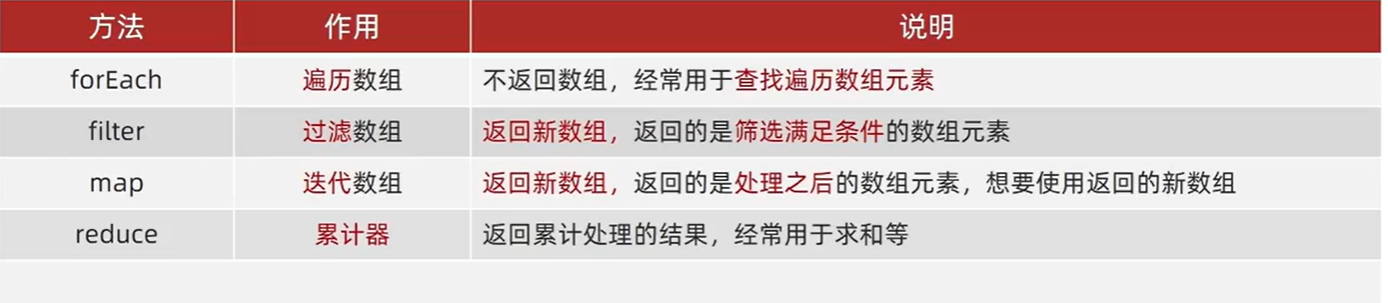 方法 作用 说明
forEach 遍历数组 不返回数组，经常用于查找遍历数组元素
filter 过滤数组 返回新数组，返回的是筛选满足条件的数组元素
map 迭代数组 返回新数组，返回的是处理之后的数组元素，想要使用返回的新数组
reduce 累计器 返回累计处理的结果，经常用于求和等